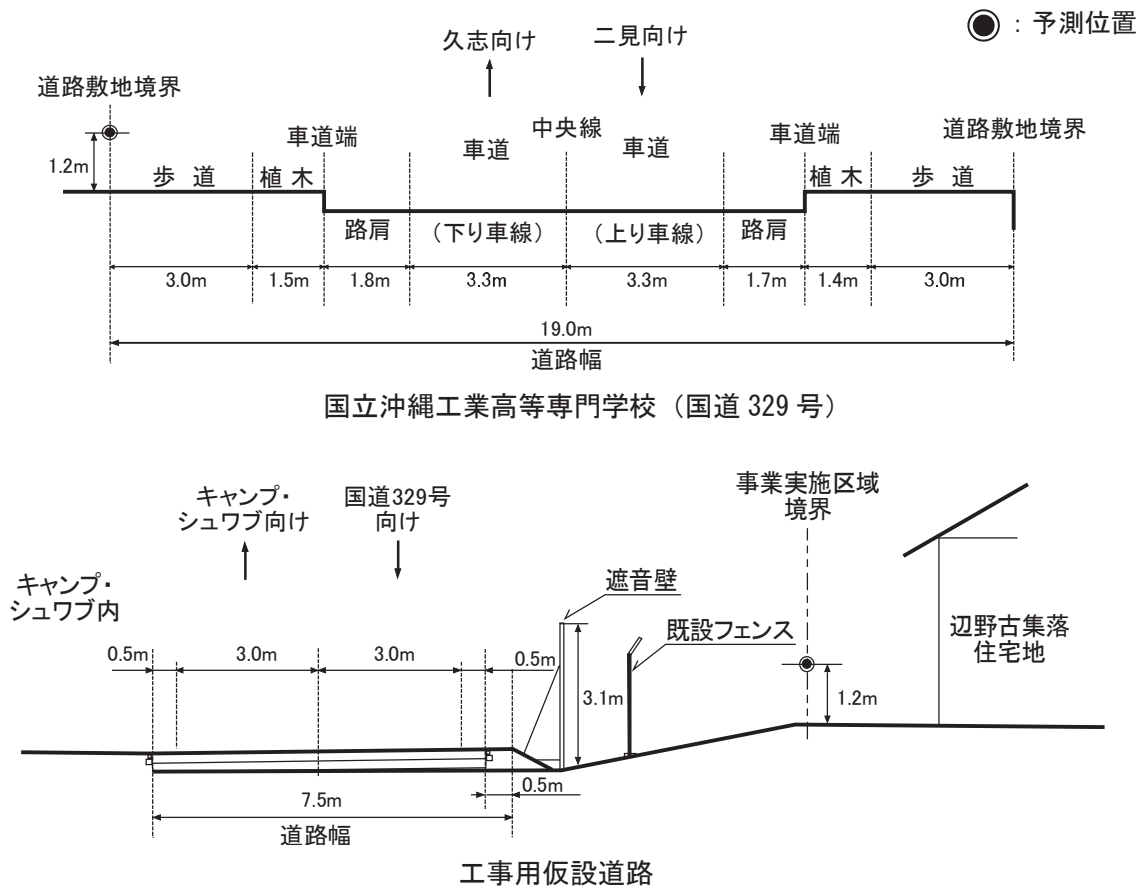 ：予測位置
久志向け
二見向け
道路敷地境界
車道端
車道
中央線
車道
車道端
道路敷地境界
1.2m
歩道
植木
植木
歩道
路肩
（下り車線）
（上り車線）
路肩
3.0m
1.5m
1.8m
3.3m
3.3m
1.7m
1.4m
3.0m
19.0m
道路幅
国立沖縄工業高等専門学校（国道 329 号）
キャンプ・
シュワブ向け
国道329号
向け
事業実施区域
境界
キャンプ・
シュワブ内
遮音壁
既設フェンス
辺野古集落
住宅地
0.5m
3.0m
3.0m
0.5m
3.1m
1.2m
0.5m
7.5m
道路幅
工事用仮設道路